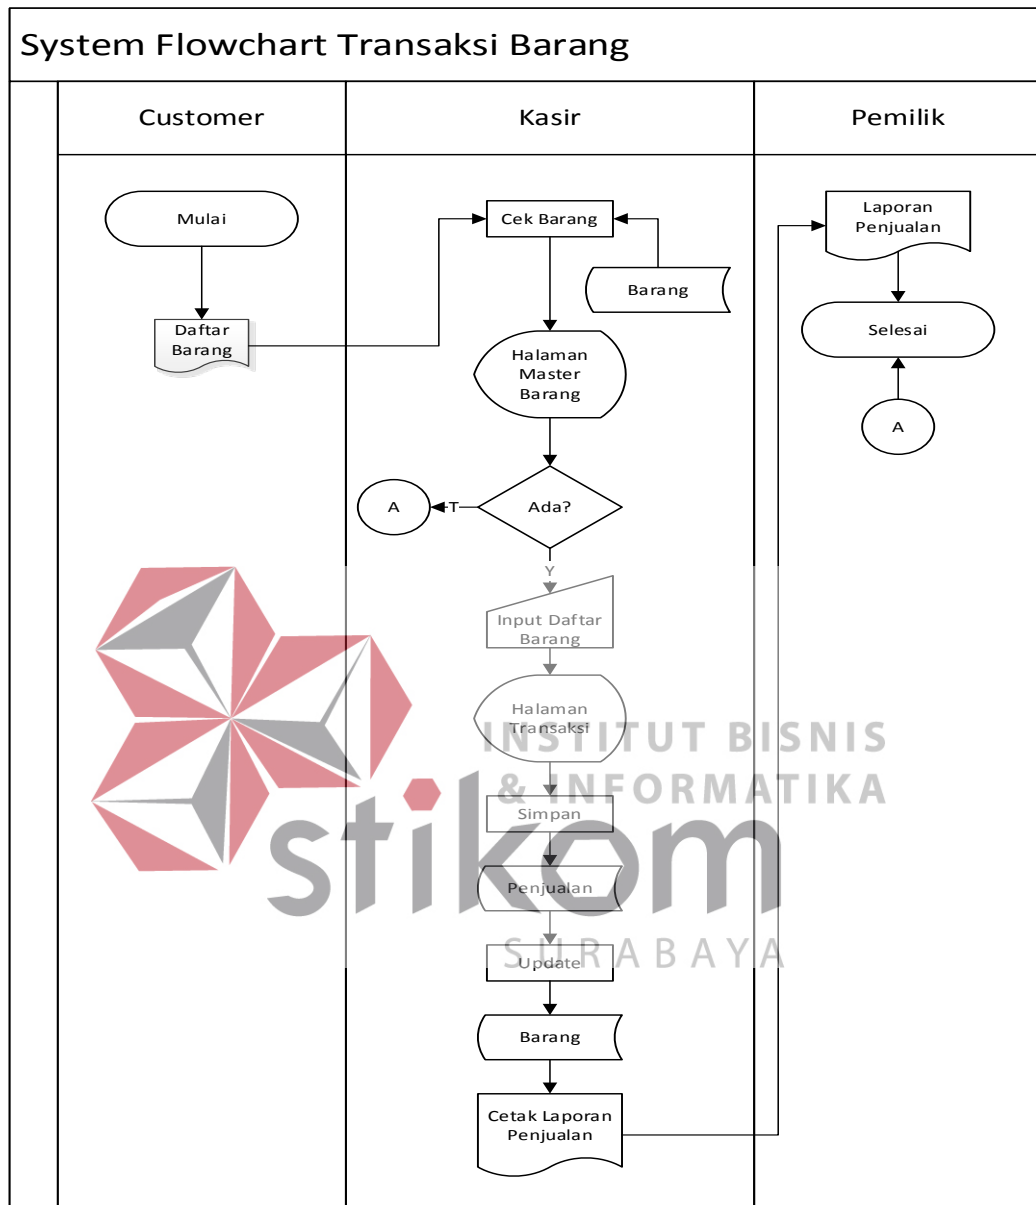 System Flowchart Transaksi Barang
Customer
Kasir
Pemilik
Mulai
Daftar
Barang
Cek Barang
Barang
Halaman
Master
Barang
Ada?
T
A
Y
Input Daftar
Barang
Halaman
Transaksi
Simpan
Penjualan
Update
Barang
Cetak Laporan
Penjualan
Laporan
Penjualan
Selesai
A
INSTITUT BISNIS
& INFORMATIKA
stikom
SURABAYA